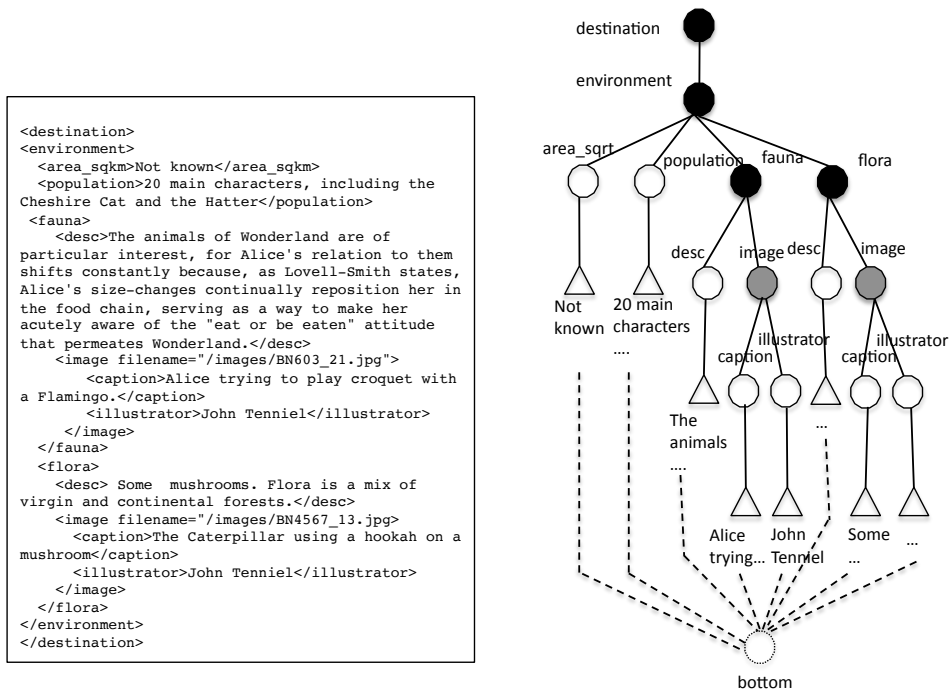 <destination>
<environment>
<area_sqkm>Not known</area_sqkm>
<population>20 main characters, including the
Cheshire Cat and the Hatter</population>
<fauna>
<desc>The animals of Wonderland are of
particular interest, for Alice's relation to them
shifts constantly because, as Lovell-Smith states,
Alice's size-changes continually reposition her in
the food chain, serving as a way to make her
acutely aware of the "eat or be eaten" attitude
that permeates Wonderland.</desc>
<image filename="/images/BN603_21.jpg">
<caption>Alice trying to play croquet with
a Flamingo.</caption>
<illustrator>John Tenniel</illustrator>
</image>
</fauna>
<flora>
<desc> Some  mushrooms. Flora is a mix of
virgin and continental forests.</desc>
<image filename="/images/BN4567_13.jpg>
<caption>The Caterpillar using a hookah on a
mushroom</caption>
<illustrator>John Tenniel</illustrator>
</image>
</flora>
</environment>
</destination>
destination
environment
area_sqrt
population
fauna
flora
desc
image
desc
image
Not
known
20 main
characters
....
caption
illustrator
caption
illustrator
The
animals
....
...
Alice
trying...
John
Tenniel
Some
...
...
bottom